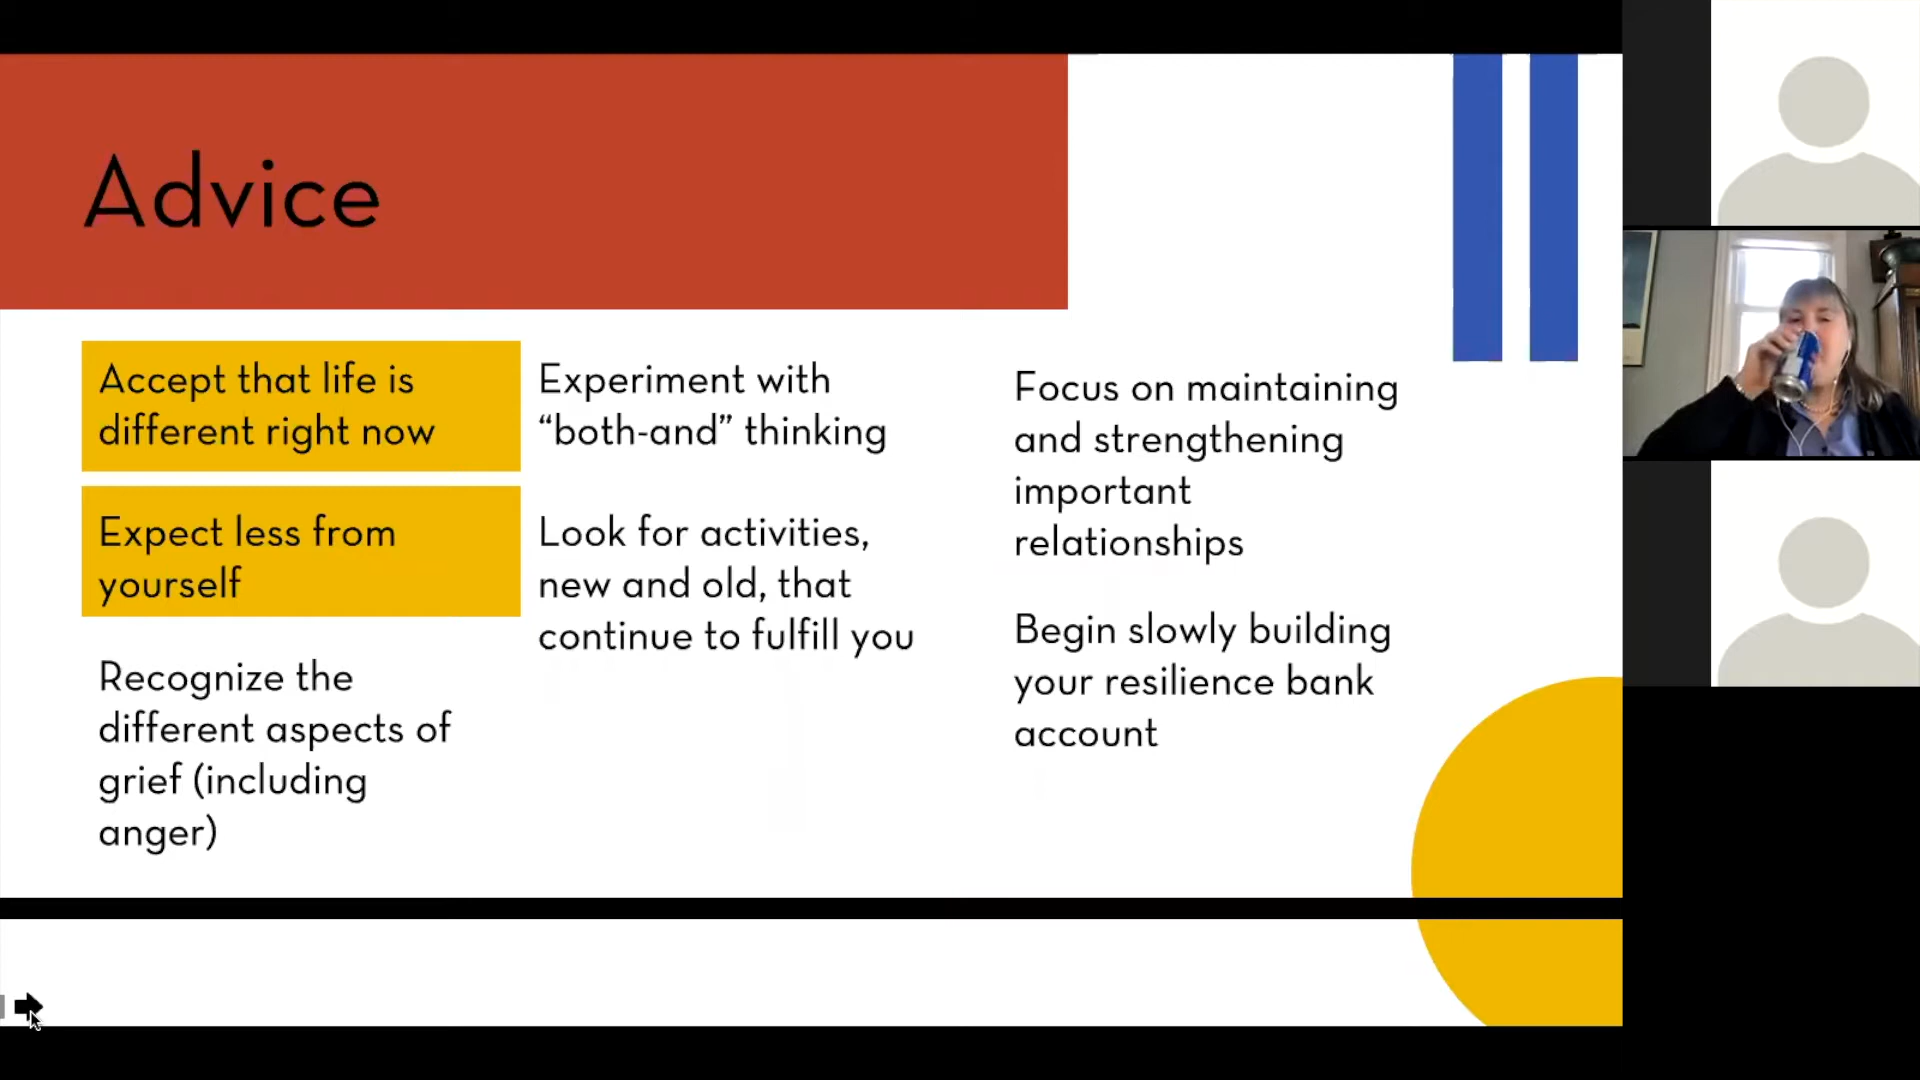 Advice
Accept that life is
different right now
Expect less from
yourself
Recognize the
different aspects of
grief (including
anger)
Experiment with
“both-and” thinking
Look for activities,
new and old, that
continue to fulfill you
Focus on maintaining
and strengthening
important
relationships
Begin slowly building
your resilience bank
account